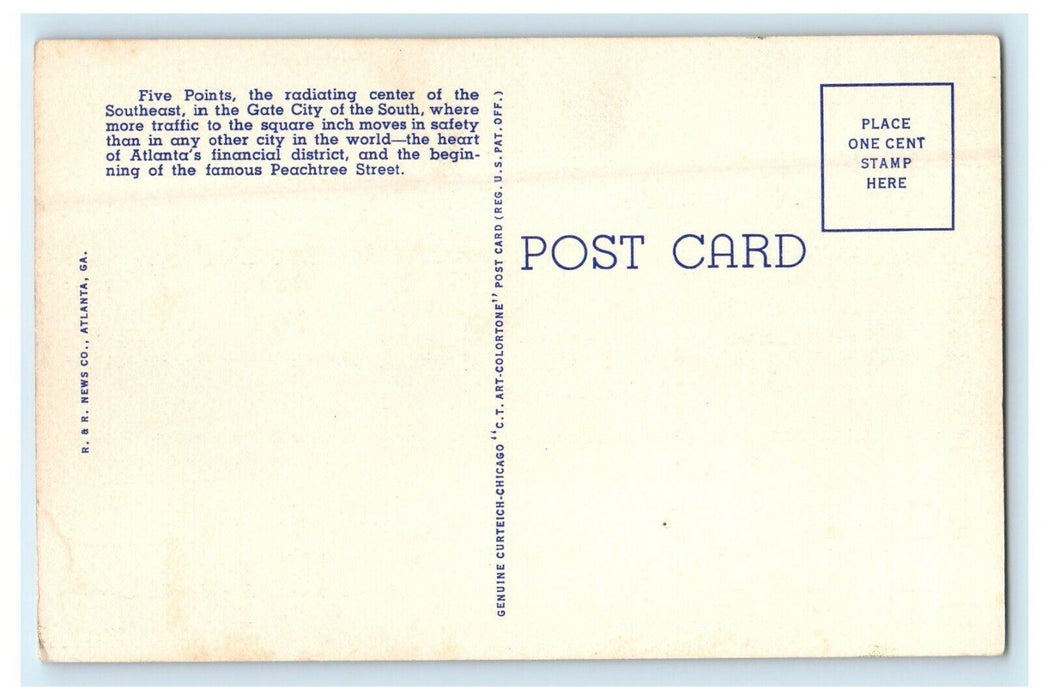 Five Points, the radiating center of the
Southeast, in the Gate City of the South, where
more traffic to the square inch moves in safety
than in any other city in the world—the heart
of Atlanta's financial district, and the begin-
ning of the famous Peachtree Street.
R. & R. NEWS CO., ATLANTA, GA.
GENUINE CURTEICH-CHICAGO "C.T. ART-COLORTONE" POST CARD (REG. U.S. PAT. OFF.)
PLACE
ONE CENT
STAMP
HERE
POST CARD